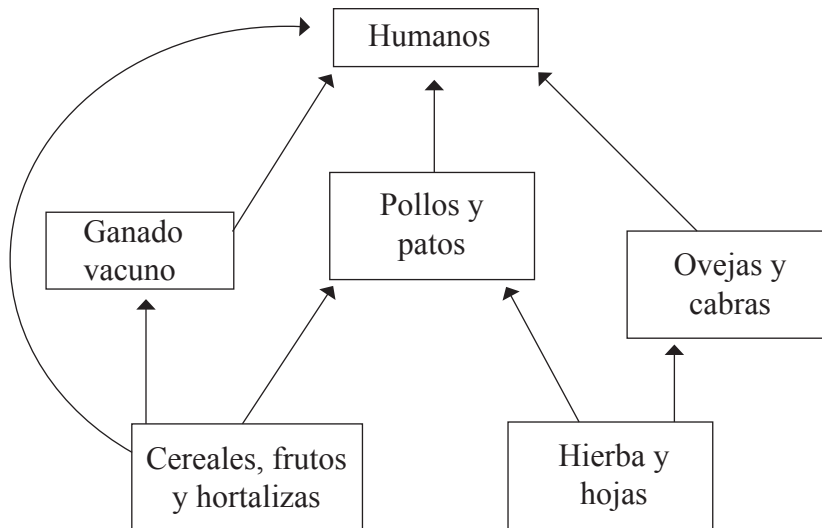 Humanos
Pollos y
patos
Ganado
vacuno
Ovejas y
cabras
Cereales, frutos
y hortalizas
Hierba y
hojas